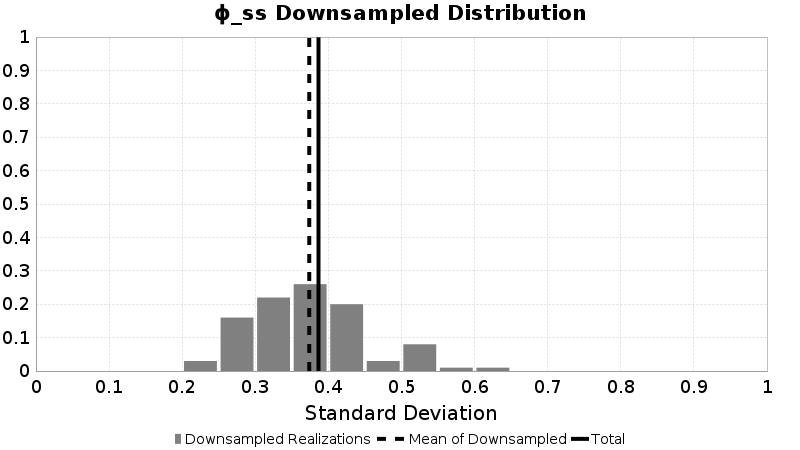 ϕ_ss Downsampled Distribution
1
0.9
0.8
0.7
0.6
0.5
0.4
0.3
0.2
0.1
0
0 0.1 0.2 0.3 0.4 0.5 0.6 0.7 0.8 0.9 1
Standard Deviation
Downsampled Realizations Mean of Downsampled Total